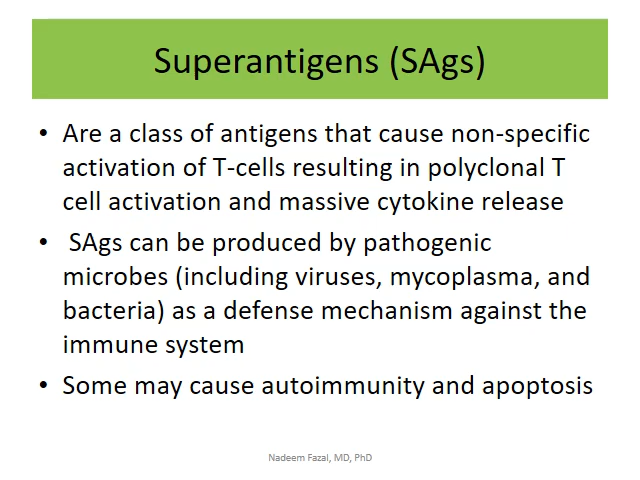 Superantigens (SAgs)
• Are a class of antigens that cause non-specific
activation of T-cells resulting in polyclonal T
cell activation and massive cytokine release
• SAgs can be produced by pathogenic
microbes (including viruses, mycoplasma, and
bacteria) as a defense mechanism against the
immune system
• Some may cause autoimmunity and apoptosis
Nadeem Fazal, MD, PhD